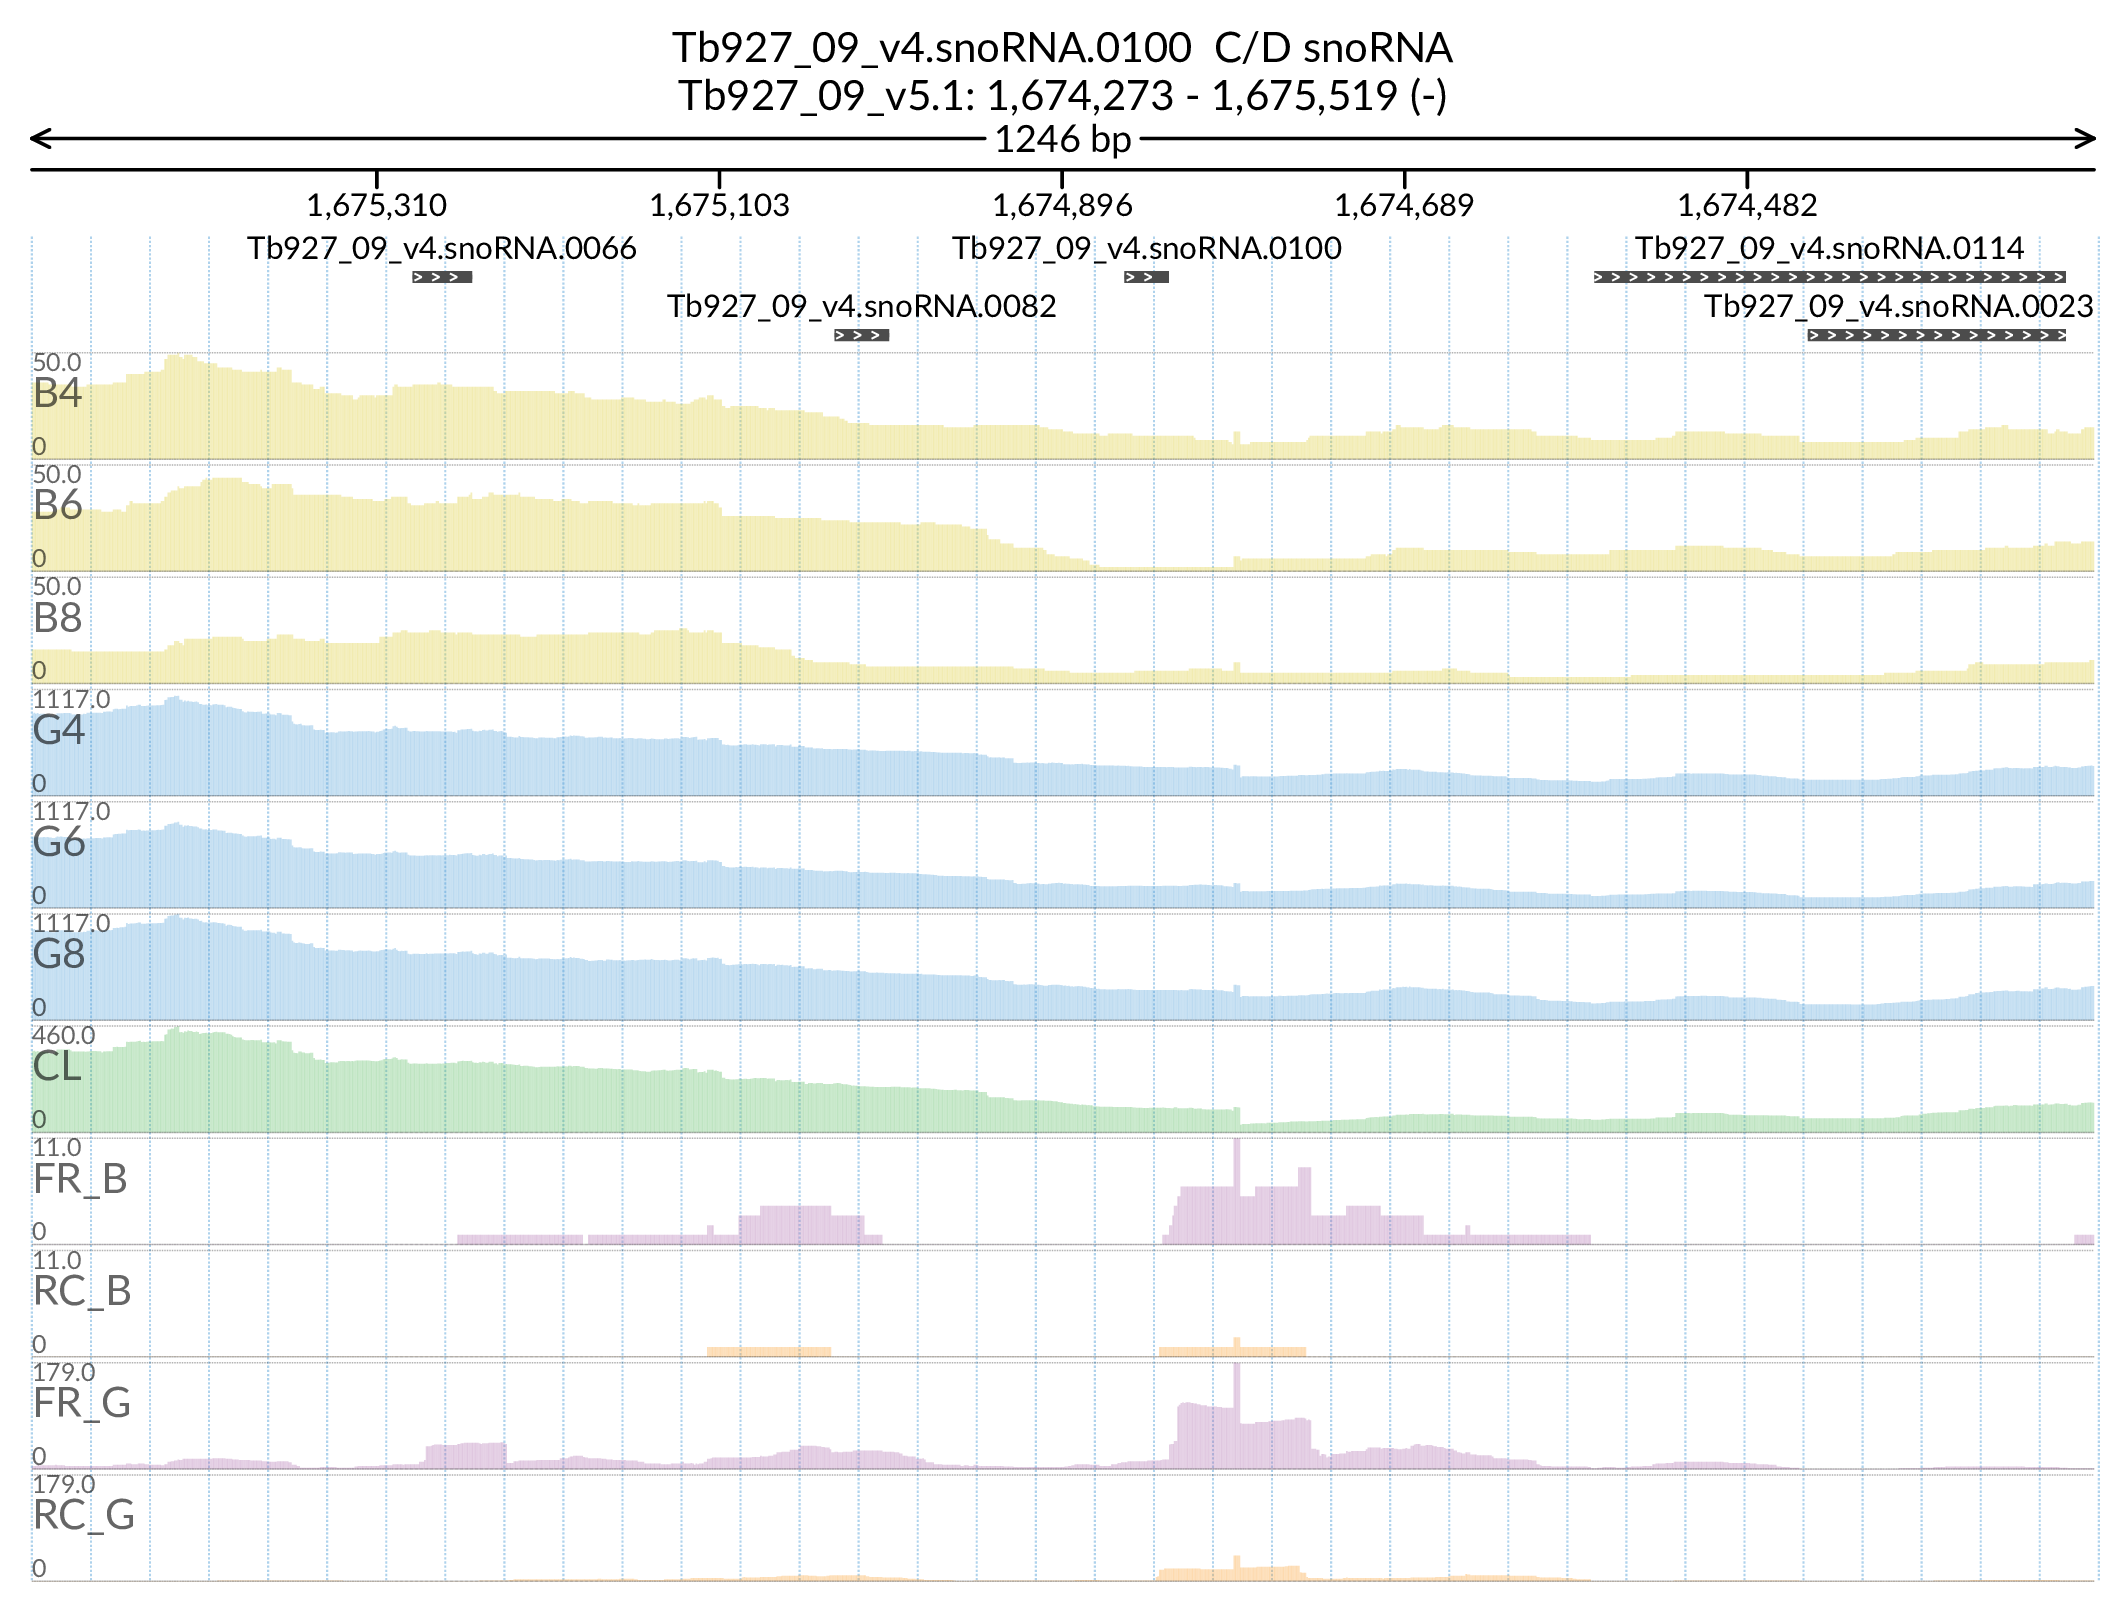 Tb927_09_v4.snoRNA.0100  C/D snoRNA
Tb927_09_v5.1: 1,674,273 - 1,675,519 (-)
1246 bp
1,675,310
1,675,103
1,674,896
1,674,689
1,674,482
Tb927_09_v4.snoRNA.0066
Tb927_09_v4.snoRNA.0100
Tb927_09_v4.snoRNA.0114
Tb927_09_v4.snoRNA.0082
Tb927_09_v4.snoRNA.0023
50.0
B4
0
50.0
B6
0
50.0
B8
0
1117.0
G4
0
1117.0
G6
0
1117.0
G8
0
460.0
CL
0
11.0
FR_B
0
11.0
RC_B
0
179.0
FR_G
0
179.0
RC_G
0